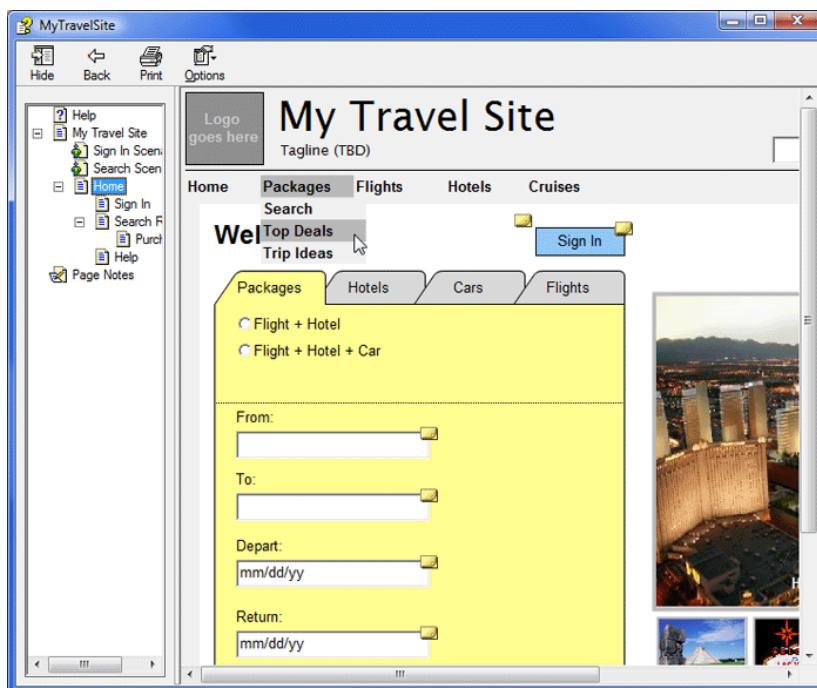 MyTravelSite
Hide Back Print Options
Help
My Travel Site
Sign In Scen
Search Scen
Home
Sign In
Search R
Purch
Help
Page Notes
Logo
goes here
My Travel Site
Tagline (TBD)
Home Packages Flights Hotels Cruises
Search
Top Deals
Trip Ideas
Wel
Sign In
Packages Hotels Cars Flights
Flight + Hotel
Flight + Hotel + Car
From:
To:
Depart:
mm/dd/yy
Return:
mm/dd/yy
H